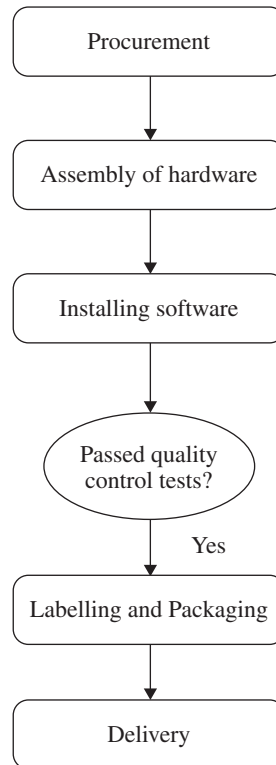 Procurement
Assembly of hardware
Installing software
Passed quality
control tests?
Yes
Labelling and Packaging
Delivery